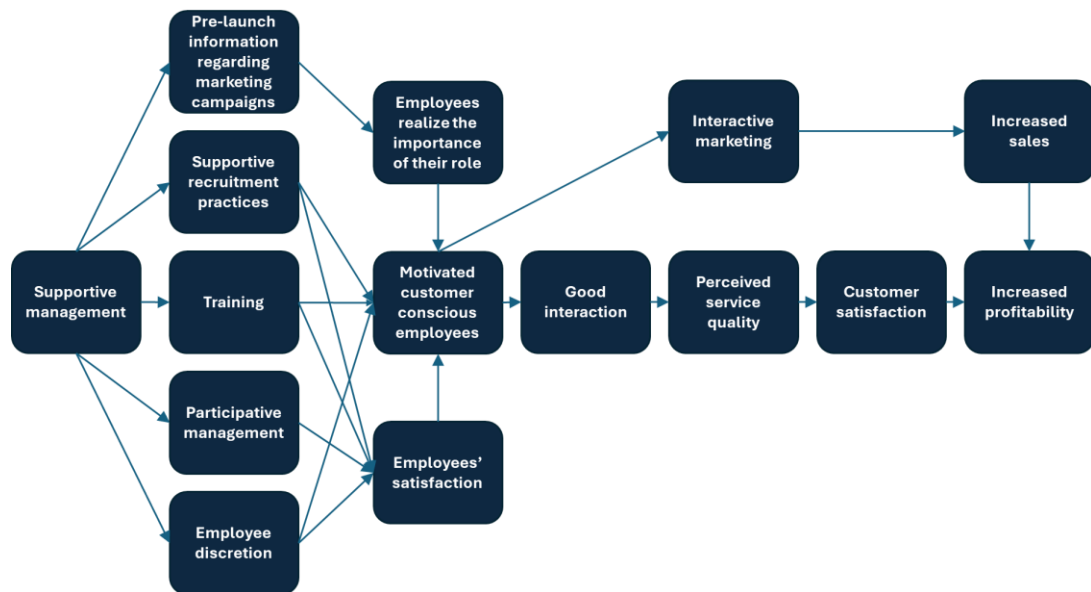 Pre-launch
information
regarding
marketing
campaigns
Employees
realize the
importance
of their role
Interactive
marketing
Increased
sales
Supportive
recruitment
practices
Supportive
management
Training
Motivated
customer
conscious
employees
Good
interaction
Perceived
service
quality
Customer
satisfaction
Increased
profitability
Participative
management
Employees’
satisfaction
Employee
discretion